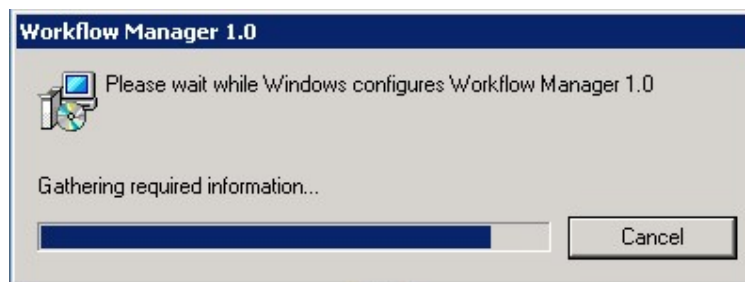 Workflow Manager 1.0
Please wait while Windows configures Workflow Manager 1.0
Gathering required information...
Cancel